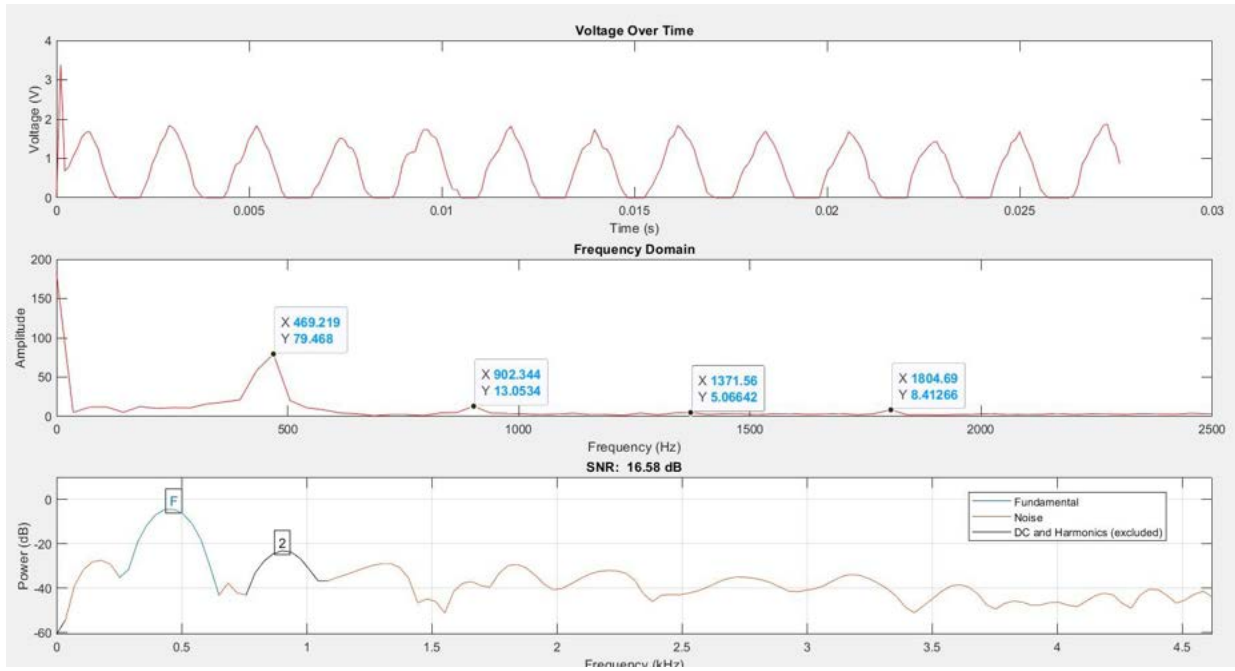 Voltage Over Time
4
3
2
1
0
Voltage (V)
0 0.005 0.01 0.015 0.02 0.025 0.03
Time (s)
Frequency Domain
200
150
100
50
0
Amplitude
X 469.219
Y 79.468
X 902.344
Y 13.0534
X 1371.56
Y 5.06642
X 1804.69
Y 8.41266
0 500 1000 1500 2000 2500
Frequency (Hz)
SNR: 16.58 dB
0
-20
-40
-60
Power (dB)
F
2
Fundamental
Noise
DC and Harmonics (excluded)
0 0.5 1 1.5 2 2.5 3 3.5 4 4.5
Frequency (kHz)